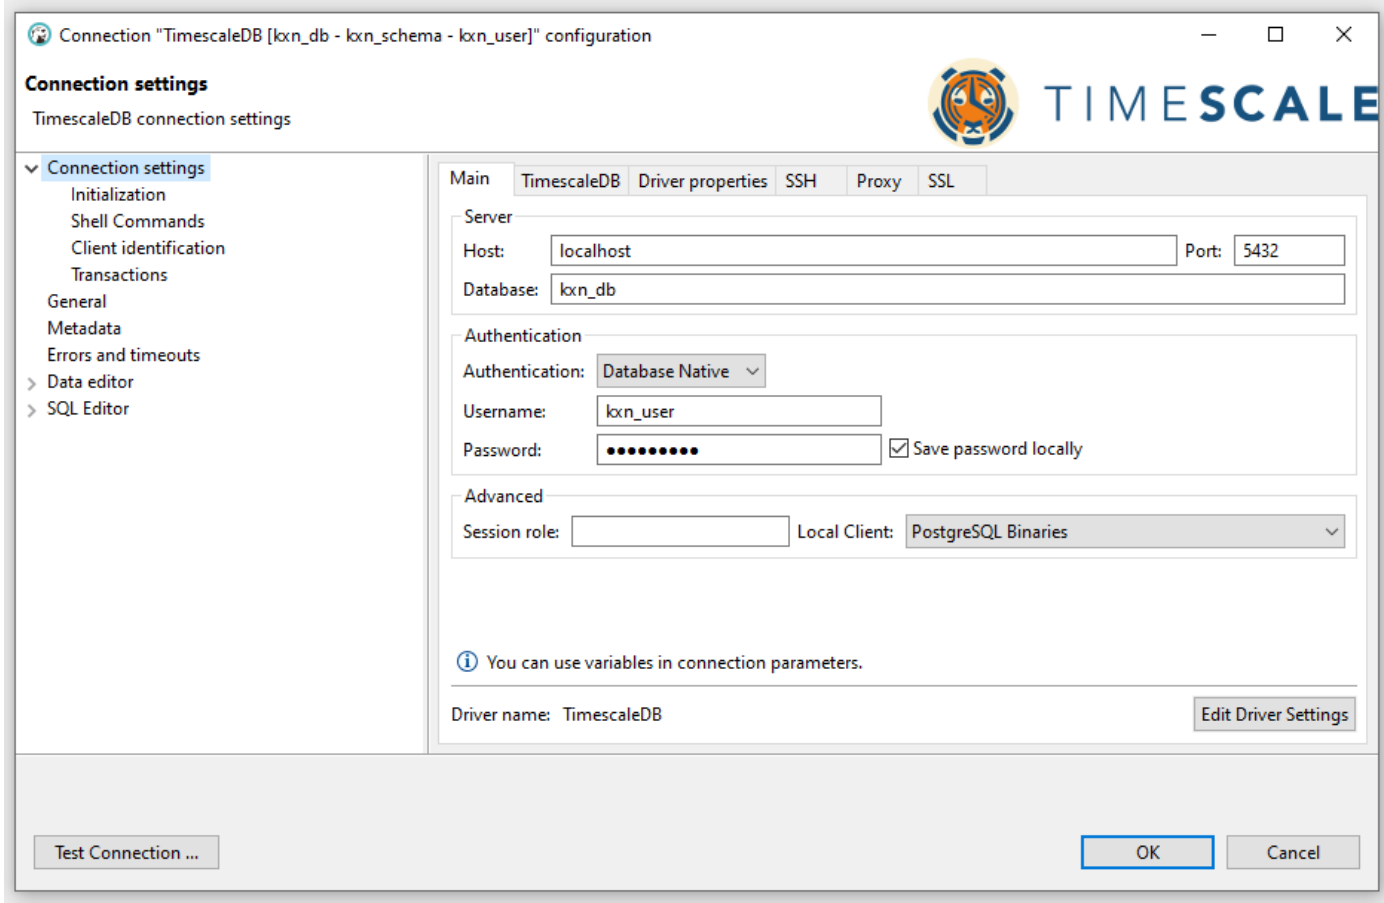 Connection "TimescaleDB [kxn_db - kxn_schema - kxn_user]" configuration
Connection settings
TimescaleDB connection settings
TIMESCALE
Connection settings
Initialization
Shell Commands
Client identification
Transactions
General
Metadata
Errors and timeouts
Data editor
SQL Editor
Main TimescaleDB Driver properties SSH Proxy SSL
Server
Host: localhost Port: 5432
Database: kxn_db
Authentication
Authentication: Database Native
Username: kxn_user
Password: •••••••••  Save password locally
Advanced
Session role: Local Client: PostgreSQL Binaries
You can use variables in connection parameters.
Driver name: TimescaleDB Edit Driver Settings
Test Connection ... OK Cancel